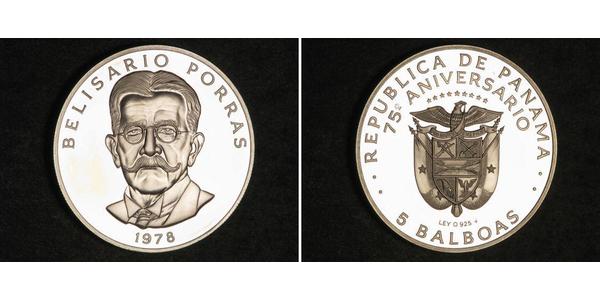 BELISARIO PORRAS
1978
· REPUBLICA DE PANAMA ·
75º ANIVERSARIO
LEY 0.925
5 BALBOAS